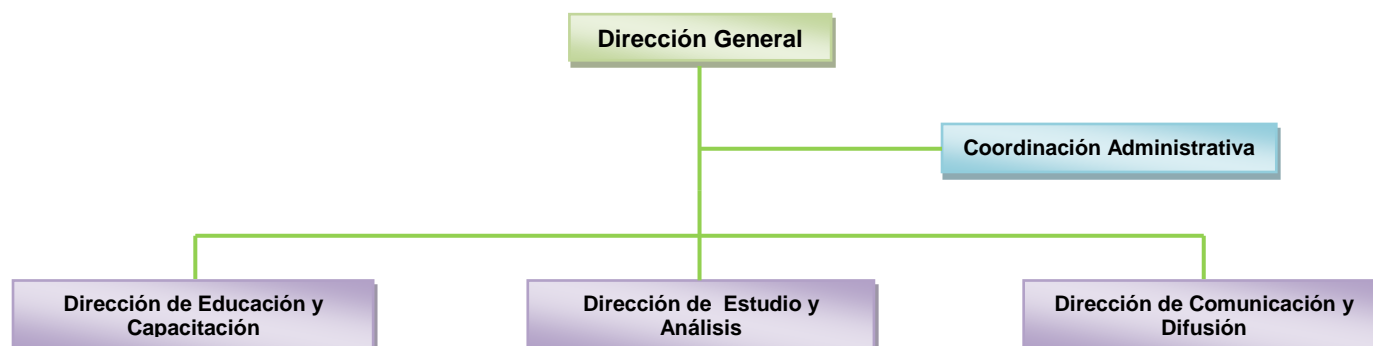 Dirección General
Coordinación Administrativa
Dirección de Educación y
Capacitación
Dirección de  Estudio y
Análisis
Dirección de Comunicación y
Difusión